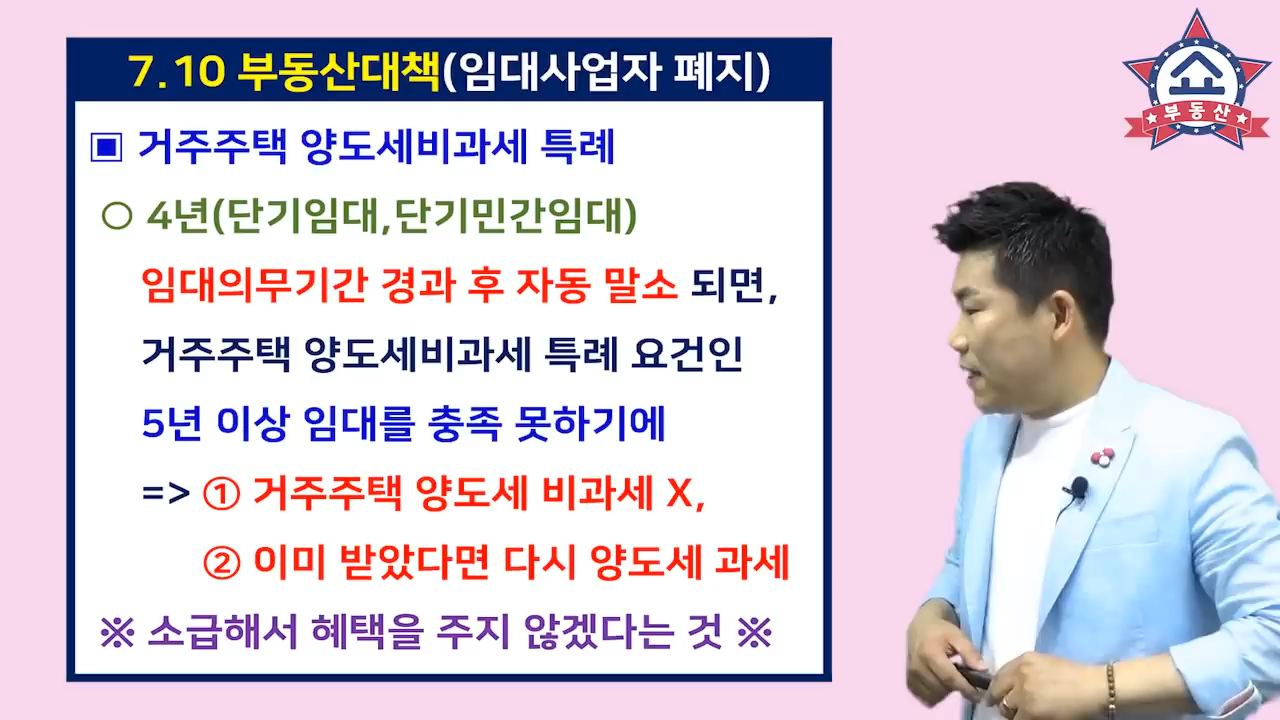 7.10 부동산대책(임대사업자 폐지)
▣ 거주주택 양도세비과세 특례
○ 4년(단기임대,단기민간임대)
임대의무기간 경과 후 자동 말소 되면,
거주주택 양도세비과세 특례 요건인
5년 이상 임대를 충족 못하기에
=> ① 거주주택 양도세 비과세 X,
② 이미 받았다면 다시 양도세 과세
※ 소급해서 혜택을 주지 않겠다는 것 ※
부동산